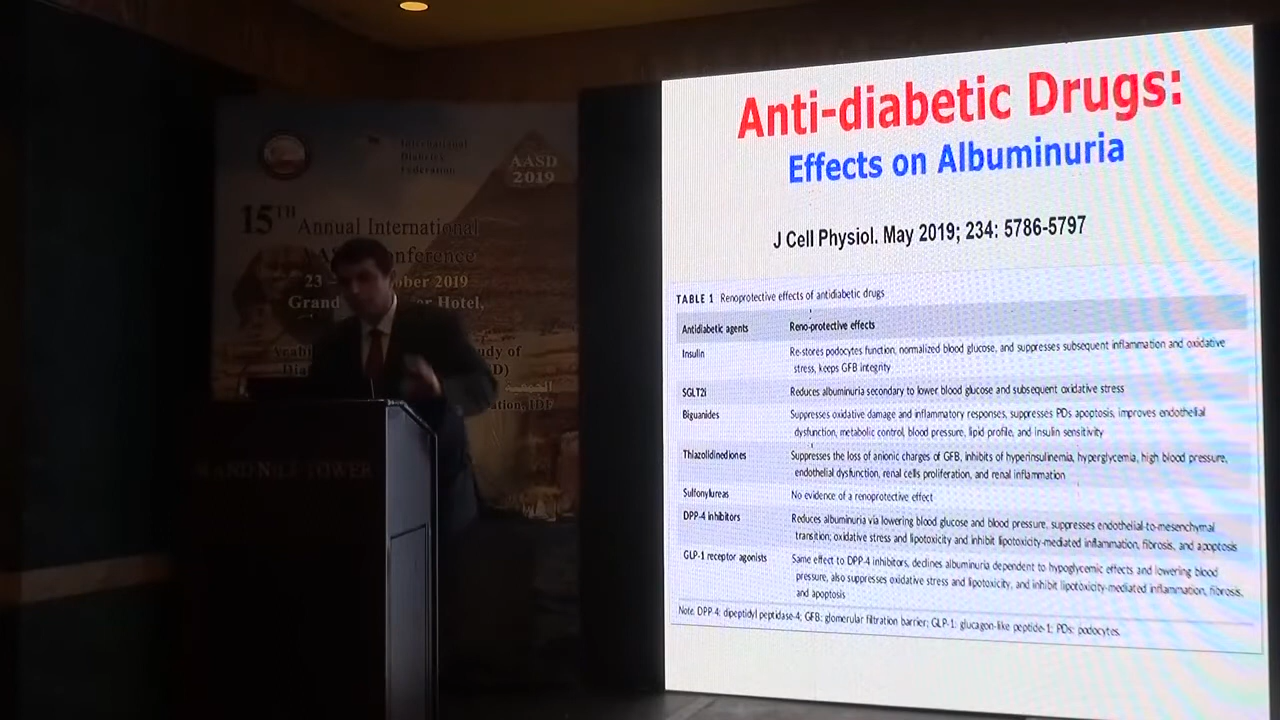 International
Diabetes
Federation
AASD
2019
15TH Annual International
nference
23 – ober 2019
Grand Hotel,
udy of
D)
ation, IDF
AND NILE TOWER
Anti-diabetic Drugs:
Effects on Albuminuria
J Cell Physiol. May 2019; 234: 5786-5797
TABLE 1 Renoprotective effects of antidiabetic drugs
Antidiabetic agents Reno-protective effects
Insulin Re-stores podocytes function, normalized blood glucose, and suppresses subsequent inflammation and oxidative
stress, keeps GFB integrity
SGLT2i Reduces albuminuria secondary to lower blood glucose and subsequent oxidative stress
Biguanides Suppresses oxidative damage and inflammatory responses, suppresses PDs apoptosis, improves endothelial
dysfunction, metabolic control, blood pressure, lipid profile, and insulin sensitivity
Thiazolidinediones Suppresses the loss of anionic charges of GFB, inhibits of hyperinsulinemia, hyperglycemia, high blood pressure,
endothelial dysfunction, renal cells proliferation, and renal inflammation
Sulfonylureas No evidence of a renoprotective effect
DPP-4 inhibitors Reduces albuminuria via lowering blood glucose and blood pressure, suppresses endothelial-to-mesenchymal
transition, oxidative stress and lipotoxicity and inhibit lipotoxicity-mediated inflammation, fibrosis, and apoptosis
GLP-1 receptor agonists Same effect to DPP-4 inhibitors, declines albuminuria dependent to hypoglycemic effects and lowering blood
pressure, also suppresses oxidative stress and lipotoxicity, and inhibit lipotoxicity-mediated inflammation, fibrosis,
and apoptosis
Note. DPP-4: dipeptidyl peptidase-4; GFB: glomerular filtration barrier; GLP-1: glucagon-like peptide-1; PDs: podocytes.